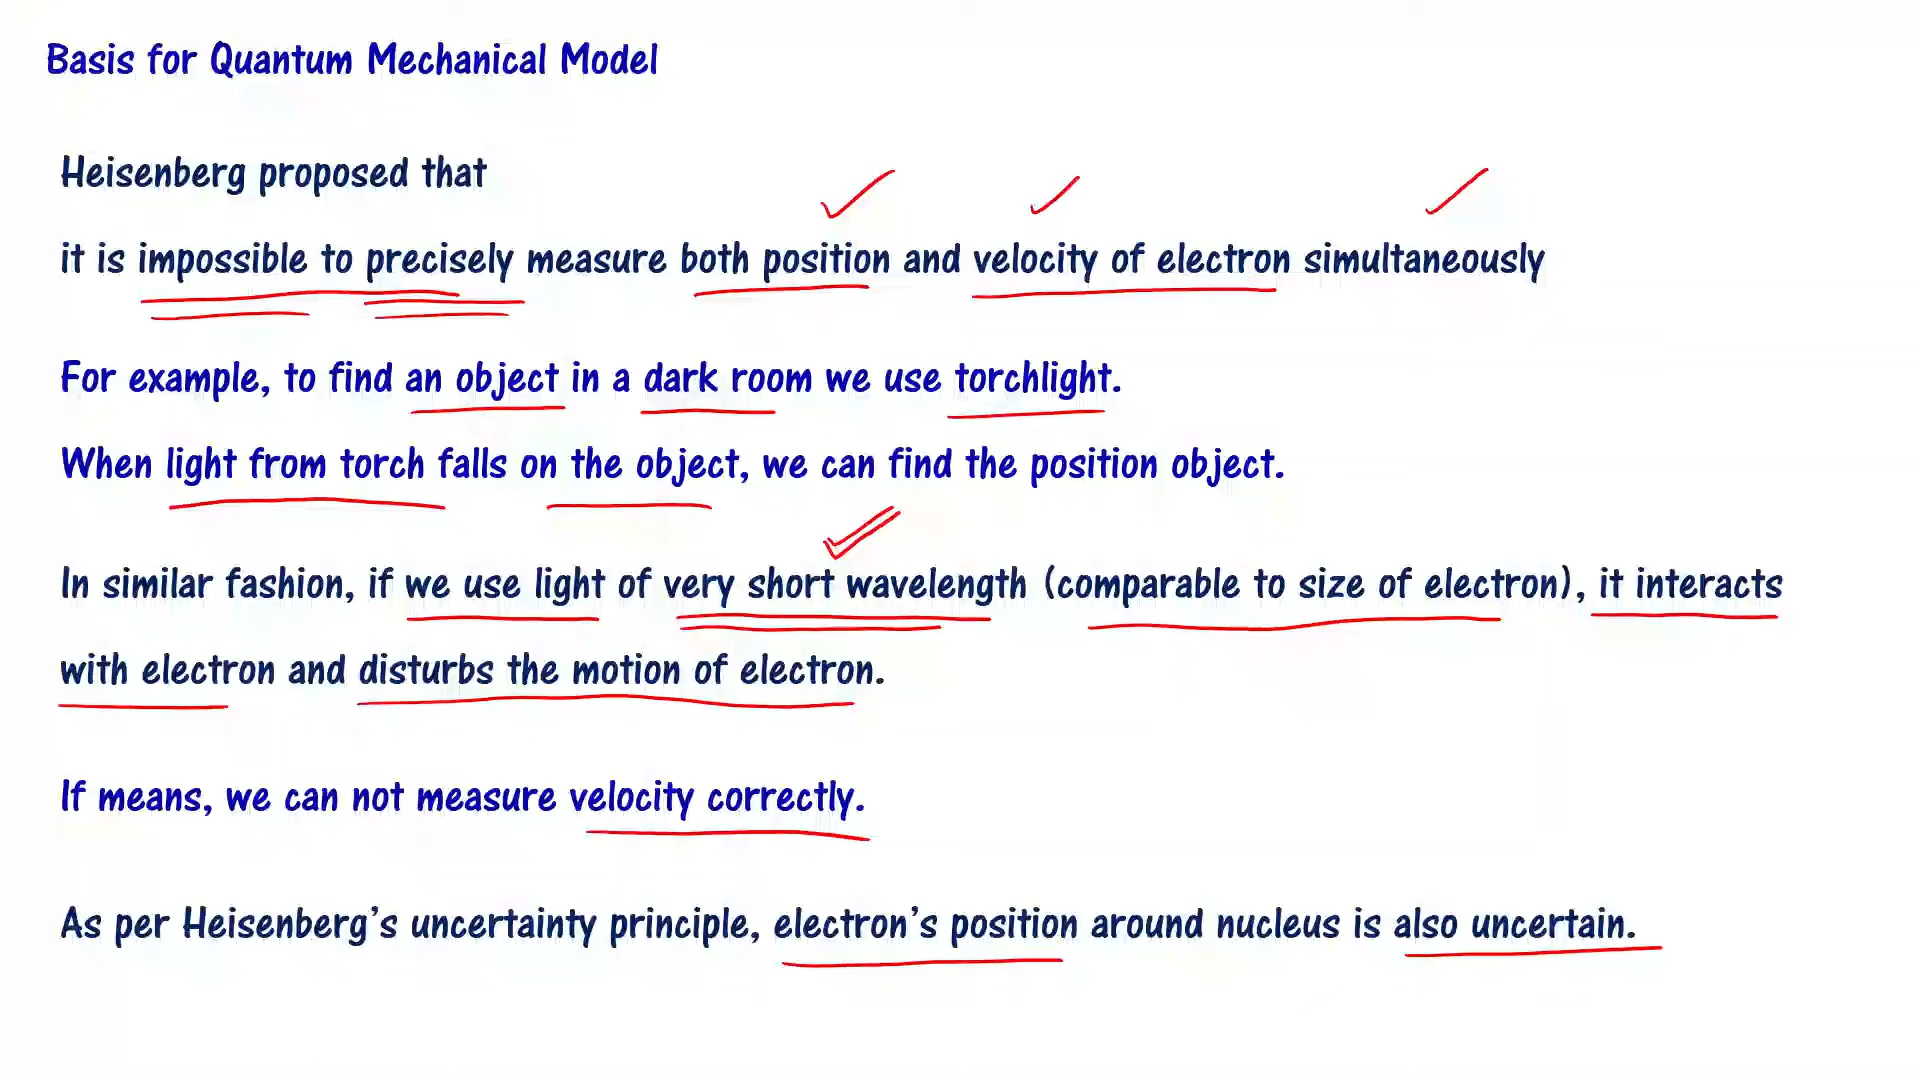 Basis for Quantum Mechanical Model
Heisenberg proposed that
it is impossible to precisely measure both position and velocity of electron simultaneously
For example, to find an object in a dark room we use torchlight.
When light from torch falls on the object, we can find the position object.
In similar fashion, if we use light of very short wavelength (comparable to size of electron), it interacts
with electron and disturbs the motion of electron.
If means, we can not measure velocity correctly.
As per Heisenberg's uncertainty principle, electron's position around nucleus is also uncertain.